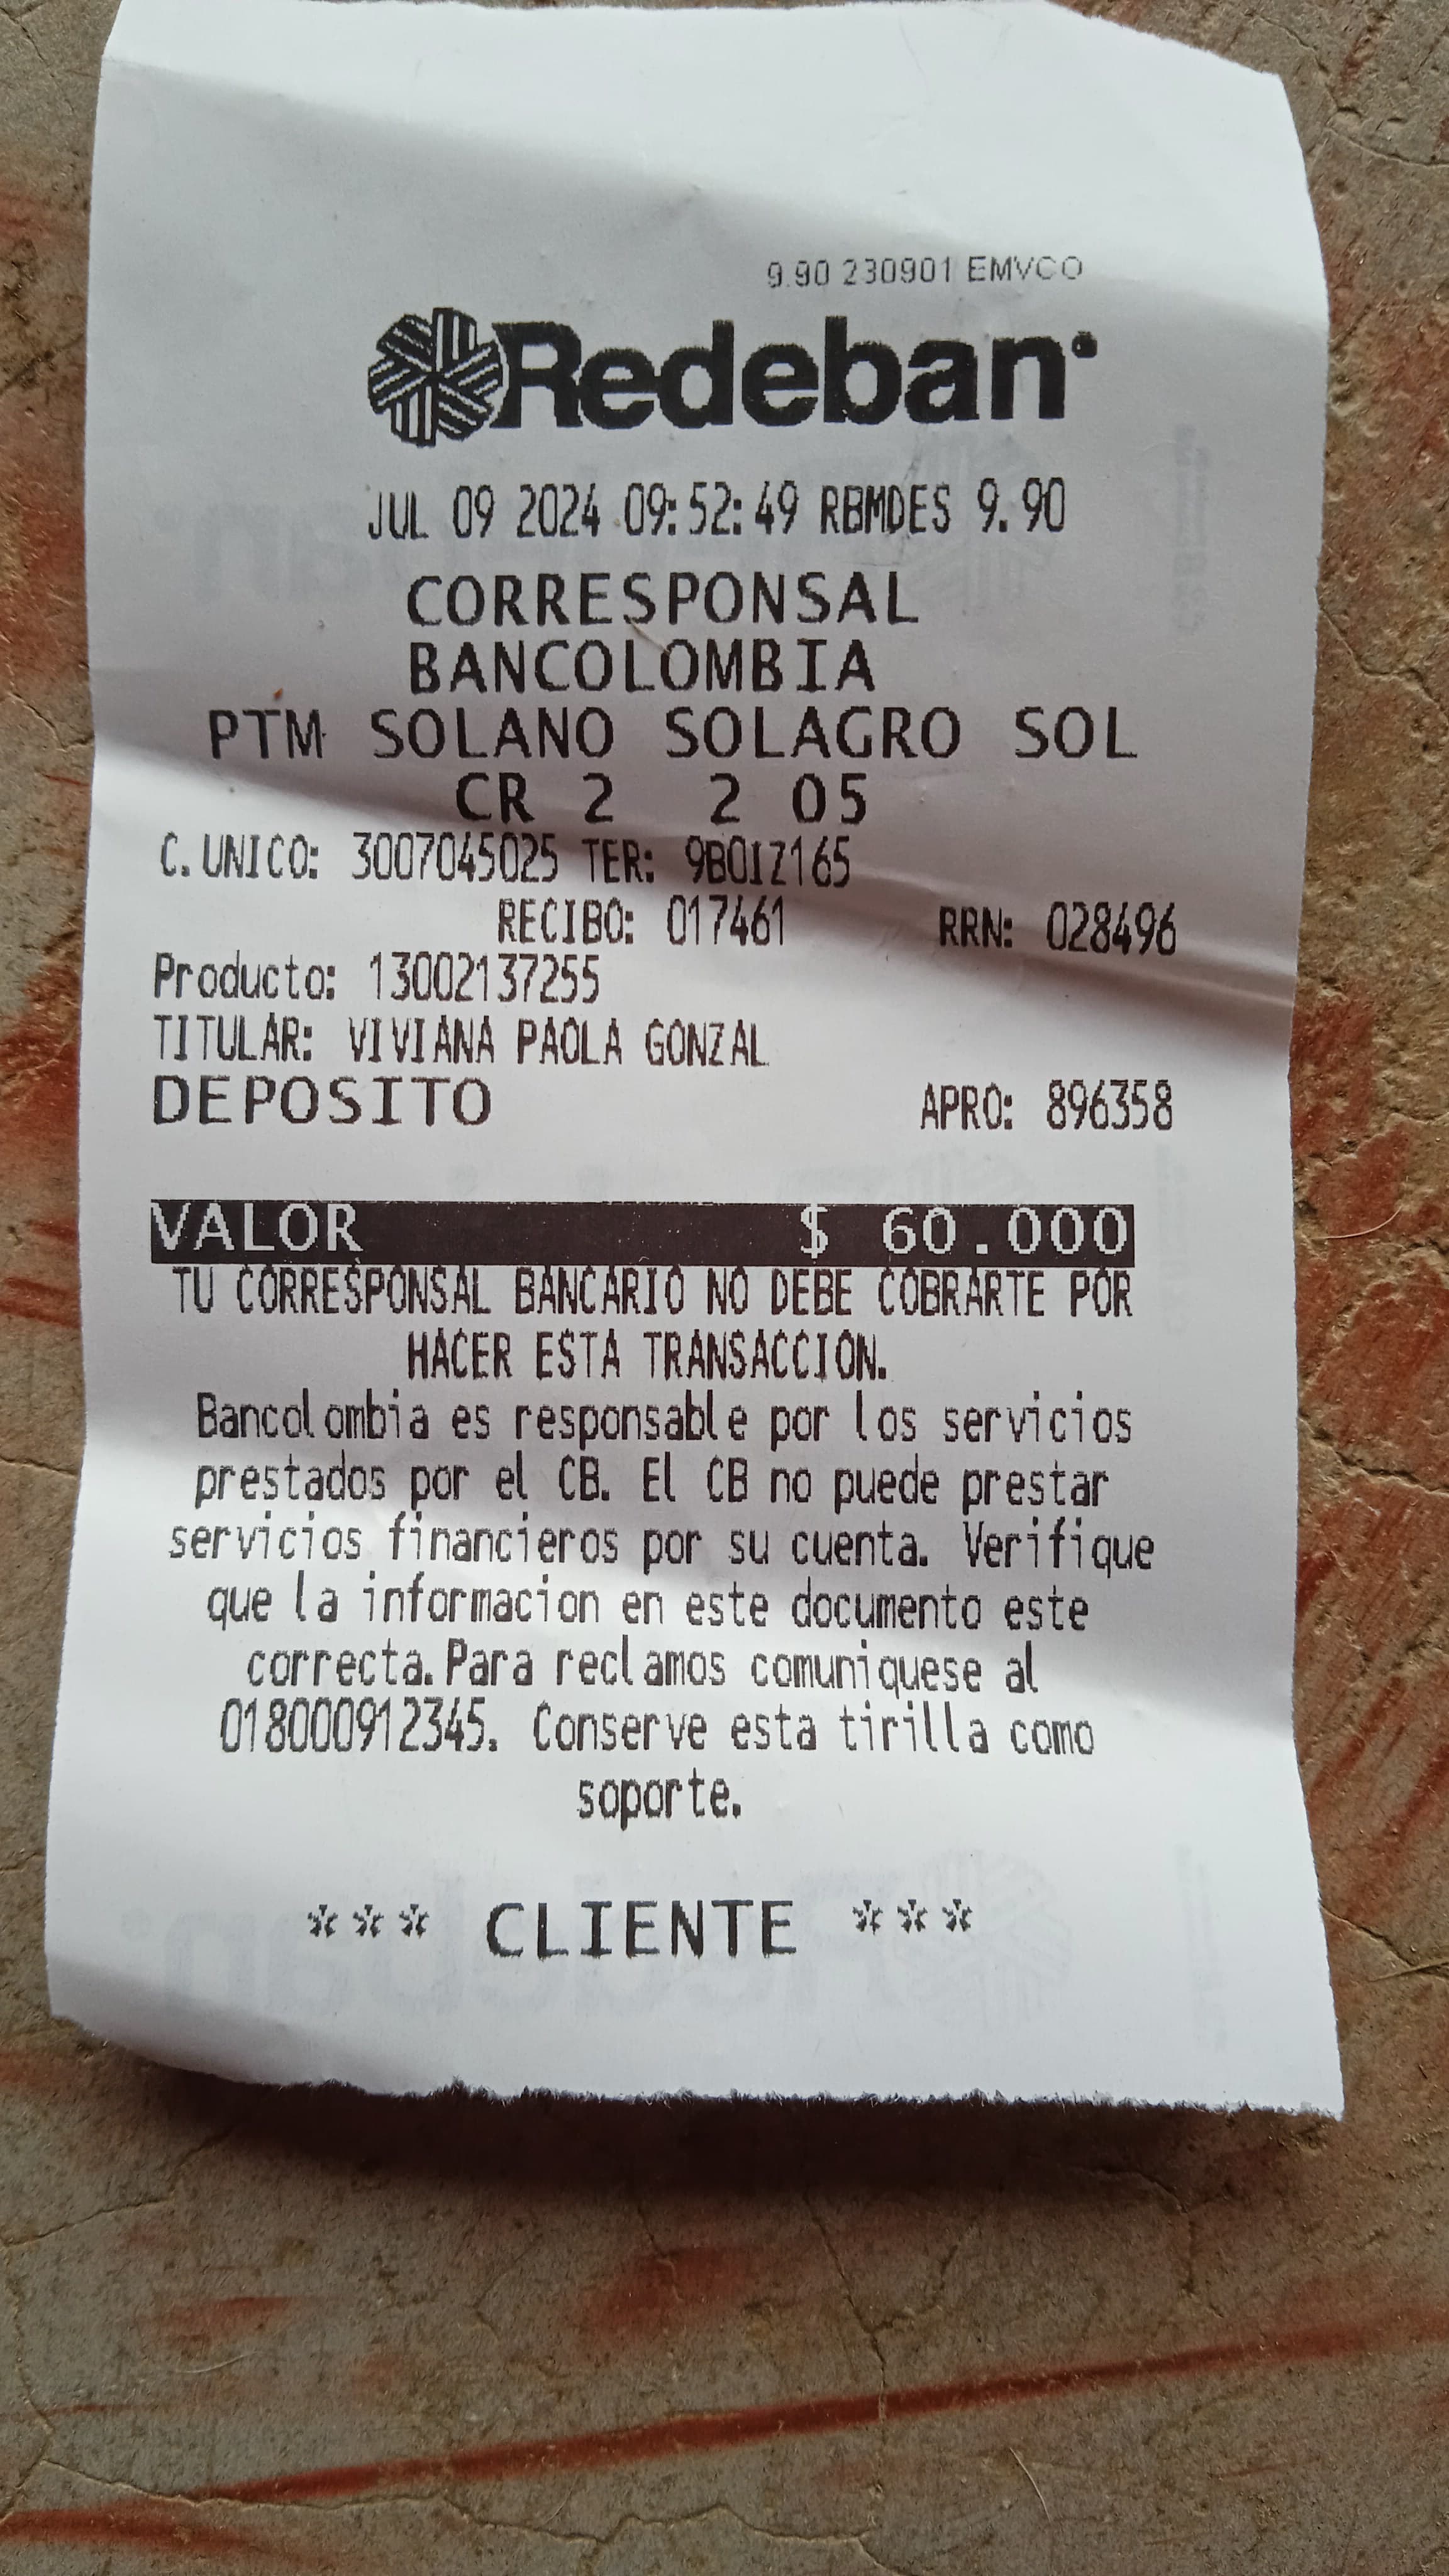 9.90 230901 EMVCO
Redeban
JUL 09 2024 09:52:49 RBMDES 9.90
CORRESPONSAL
BANCOLOMBIA
PTM SOLANO SOLAGRO SOL
CR 2 2 05
C.UNICO: 3007045025 TER: 9B0IZ165
RECIBO: 017461 RRN: 028496
Producto: 13002137255
TITULAR: VIVIANA PAOLA GONZAL
DEPOSITO APRO: 896358
VALOR $ 60.000
TU CORRESPONSAL BANCARIO NO DEBE COBRARTE POR
HACER ESTA TRANSACCION.
Bancolombia es responsable por los servicios
prestados por el CB. El CB no puede prestar
servicios financieros por su cuenta. Verifique
que la informacion en este documento este
correcta.Para reclamos comuniquese al
018000912345. Conserve esta tirilla como
soporte.
*** CLIENTE ***